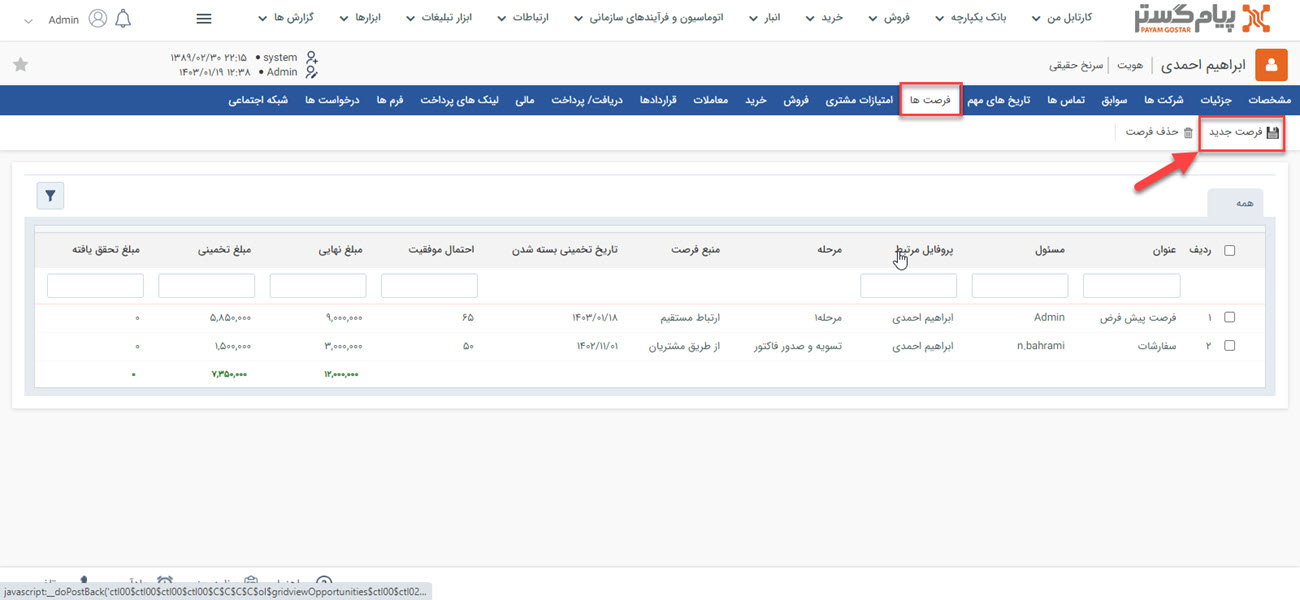 پیام گستر
PAYAM GOSTAR
کارتابل من
بانک یکپارچه
فروش
خرید
انبار
اتوماسیون و فرآیندهای سازمانی
ارتباطات
ابزار تبلیغات
ابزارها
گزارش ها
Admin
ابراهیم احمدی
هویت
سرنخ حقیقی
system • ۱۳۸۹/۰۲/۳۰ ۲۲:۱۵
Admin • ۱۴۰۳/۰۱/۱۹ ۱۲:۳۸
مشخصات جزئیات شرکت ها سوابق تماس ها تاریخ های مهم فرصت ها امتیازات مشتری فروش خرید معاملات قراردادها دریافت/ پرداخت مالی لینک های پرداخت فرم ها درخواست ها شبکه اجتماعی
فرصت جدید
حذف فرصت
همه
ردیف عنوان مسئول پروفایل مرتبط مرحله منبع فرصت تاریخ تخمینی بسته شدن احتمال موفقیت مبلغ نهایی مبلغ تخمینی مبلغ تحقق یافته
۱ فرصت پیش فرض Admin ابراهیم احمدی مرحله۱ ارتباط مستقیم ۱۴۰۳/۰۱/۱۸ ۶۵ ۹,۰۰۰,۰۰۰ ۵,۸۵۰,۰۰۰ ۰
۲ سفارشات n.bahrami ابراهیم احمدی تسویه و صدور فاکتور از طریق مشتریان ۱۴۰۲/۱۱/۰۱ ۵۰ ۳,۰۰۰,۰۰۰ ۱,۵۰۰,۰۰۰ ۰
۱۲,۰۰۰,۰۰۰ ۷,۳۵۰,۰۰۰ ۰
javascript:__doPostBack('ctl00$ctl00$ctl00$ctl00$C$C$C$C$ol$gridviewOpportunities$ctl00$ctl02...